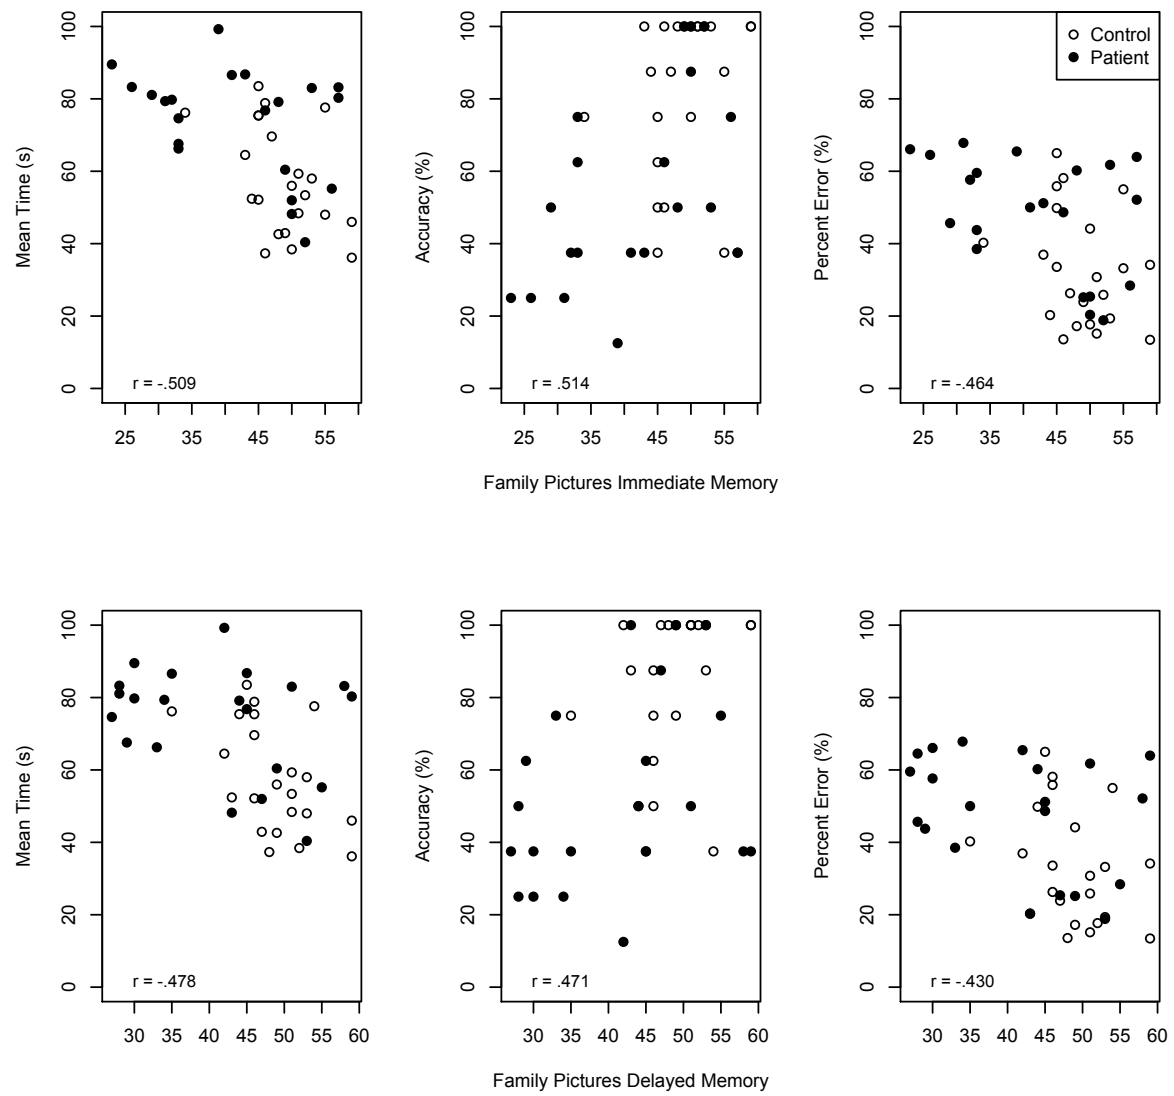 Mean Time (s)
100
80
60
40
20
0
r = -.509
25 35 45 55
Accuracy (%)
100
80
60
40
20
0
r = .514
25 35 45 55
Percent Error (%)
100
80
60
40
20
0
Control
Patient
r = -.464
25 35 45 55
Family Pictures Immediate Memory
Mean Time (s)
100
80
60
40
20
0
r = -.478
30 35 40 45 50 55 60
Accuracy (%)
100
80
60
40
20
0
r = .471
30 35 40 45 50 55 60
Percent Error (%)
100
80
60
40
20
0
r = -.430
30 35 40 45 50 55 60
Family Pictures Delayed Memory